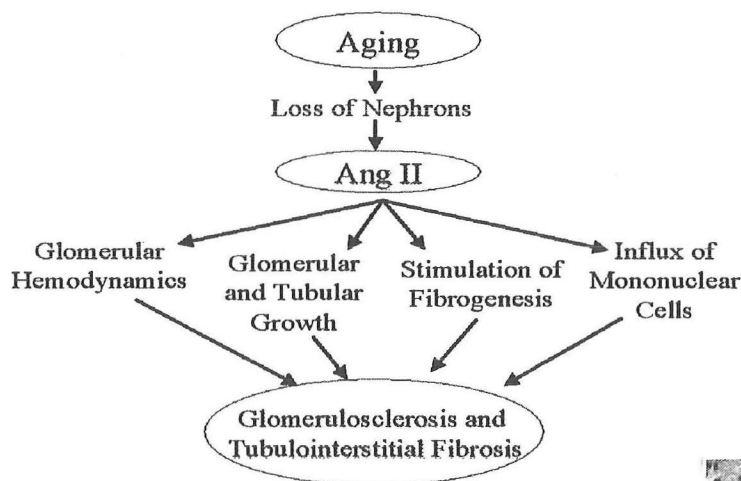 Aging
Loss of Nephrons
Ang II
Glomerular
Hemodynamics
Glomerular
and Tubular
Growth
Stimulation of
Fibrogenesis
Influx of
Mononuclear
Cells
Glomerulosclerosis and
Tubulointerstitial Fibrosis